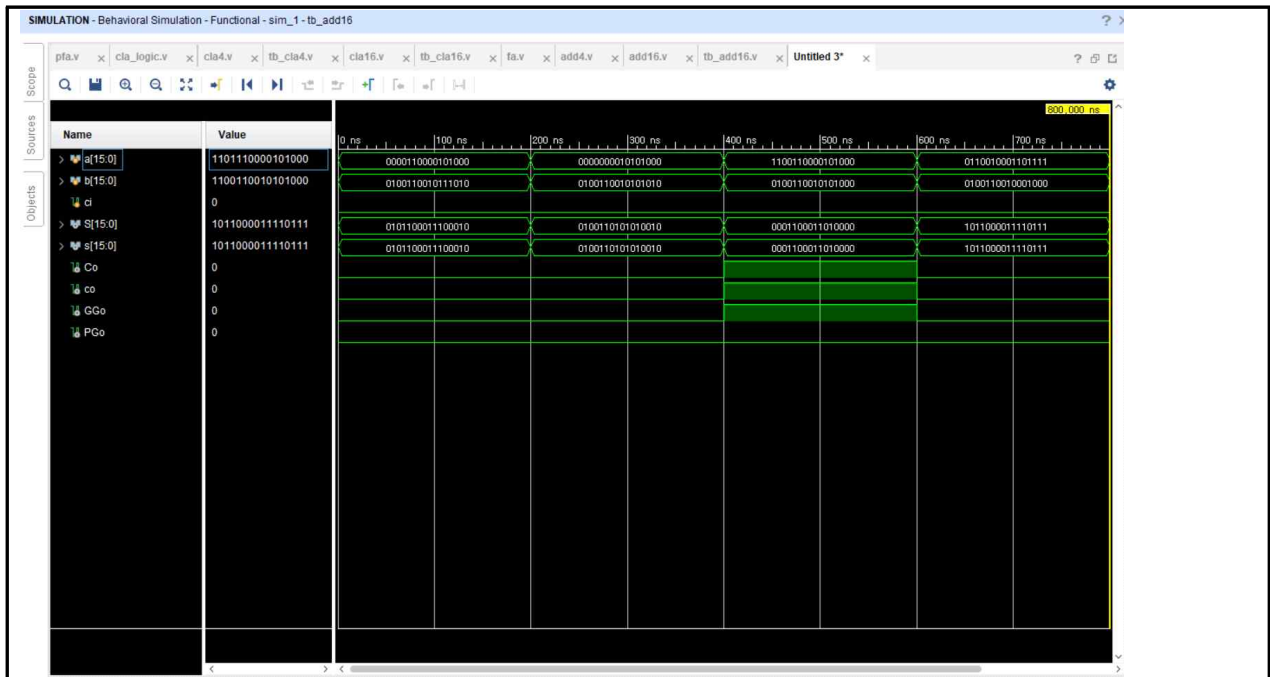 SIMULATION - Behavioral Simulation - Functional - sim_1 - tb_add16 ?
pfa.v x cla_logic.v x cla4.v x tb_cla4.v x cla16.v x tb_cla16.v x fa.v x add4.v x add16.v x tb_add16.v x Untitled 3* x ?
Scope
Sources
Objects
800,000 ns
Name Value 0 ns 100 ns 200 ns 300 ns 400 ns 500 ns 600 ns 700 ns
a[15:0] 1101110000101000 0000110000101000 0000000010101000 1100110000101000 0110010001101111
b[15:0] 1100110010101000 0100110010111010 0100110010101010 0100110010101000 0100110010001000
ci 0
S[15:0] 1011000011110111 0101100011100010 0100110101010010 0001100011010000 1011000011110111
s[15:0] 1011000011110111 0101100011100010 0100110101010010 0001100011010000 1011000011110111
Co 0
co 0
GGo 0
PGo 0